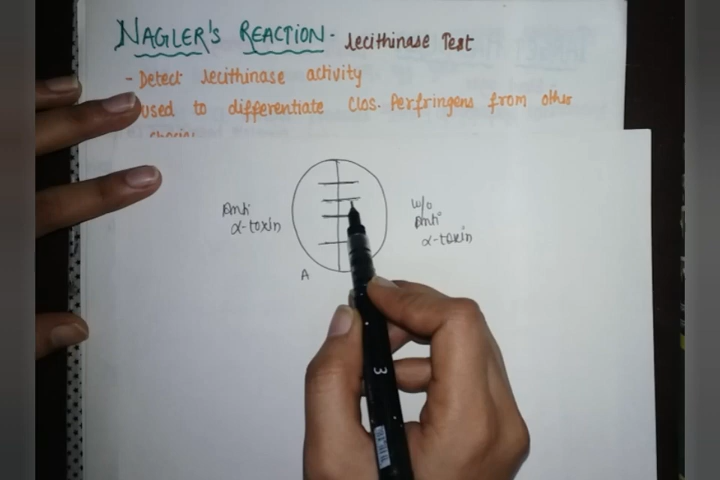 NAGLER'S REACTION - Lecithinase Test
- Detect lecithinase activity
used to differentiate Clos. Perfringens from other
Anti
α-toxin
w/o
Anti
α-toxin
A
3